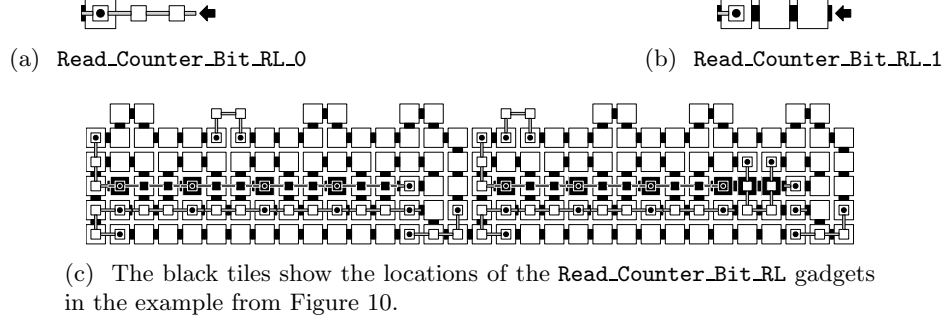 (a) Read_Counter_Bit_RL_0
(b) Read_Counter_Bit_RL_1
(c) The black tiles show the locations of the Read_Counter_Bit_RL gadgets
in the example from Figure 10.